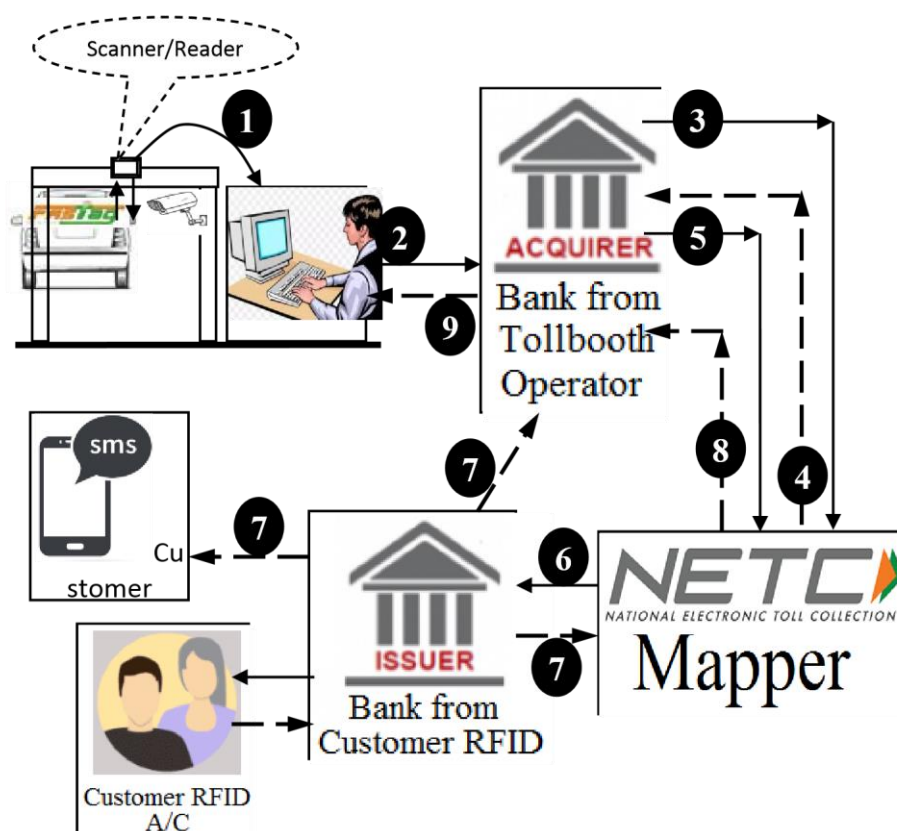 Scanner/Reader
1
3
FASTag
2
ACQUIRER
5
Bank from
Tollbooth
Operator
9
sms
Cu
stomer
7
7
8
4
6
NETC
NATIONAL ELECTRONIC TOLL COLLECTION
Mapper
7
ISSUER
Bank from
Customer RFID
Customer RFID
A/C